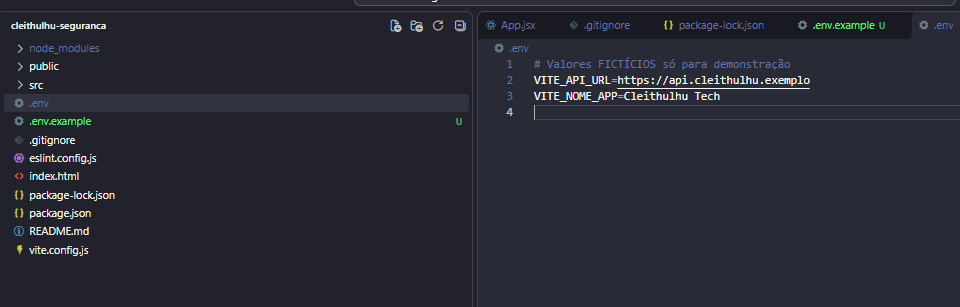 cleithulhu-seguranca
node_modules
public
src
.env
.env.example U
.gitignore
eslint.config.js
index.html
package-lock.json
package.json
README.md
vite.config.js
App.jsx .gitignore package-lock.json .env.example U .env
.env
1 # Valores FICTÍCIOS só para demonstração
2 VITE_API_URL=https://api.cleithulhu.exemplo
3 VITE_NOME_APP=Cleithulhu Tech
4